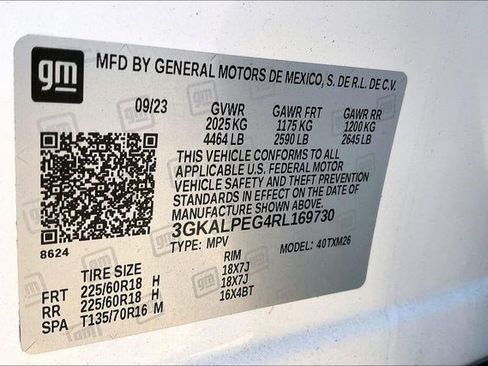 gm
MFD BY GENERAL MOTORS DE MEXICO, S. DE R.L. DE C.V.
09/23 GVWR GAWR FRT GAWR RR
2025 KG 1175 KG 1200 KG
4464 LB 2590 LB 2645 LB
THIS VEHICLE CONFORMS TO ALL
APPLICABLE U.S. FEDERAL MOTOR
VEHICLE SAFETY AND THEFT PREVENTION
STANDARDS IN EFFECT ON THE DATE OF
MANUFACTURE SHOWN ABOVE.
3GKALPEG4RL169730
8624 TYPE: MPV MODEL: 40TXM26
TIRE SIZE RIM
FRT 225/60R18 H 18X7J
RR 225/60R18 H 18X7J
SPA T135/70R16 M 16X4BT